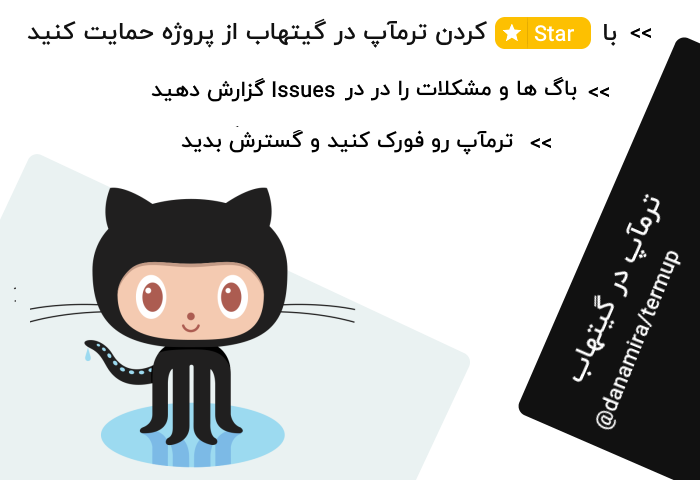 >> با Star کردن ترمآپ در گیتهاب از پروژه حمایت کنید
>> باگ ها و مشکلات را در در Issues گزارش دهید
>> ترمآپ رو فورک کنید و گسترش بدید
ترمآپ در گیتهاب
@danamira/termup